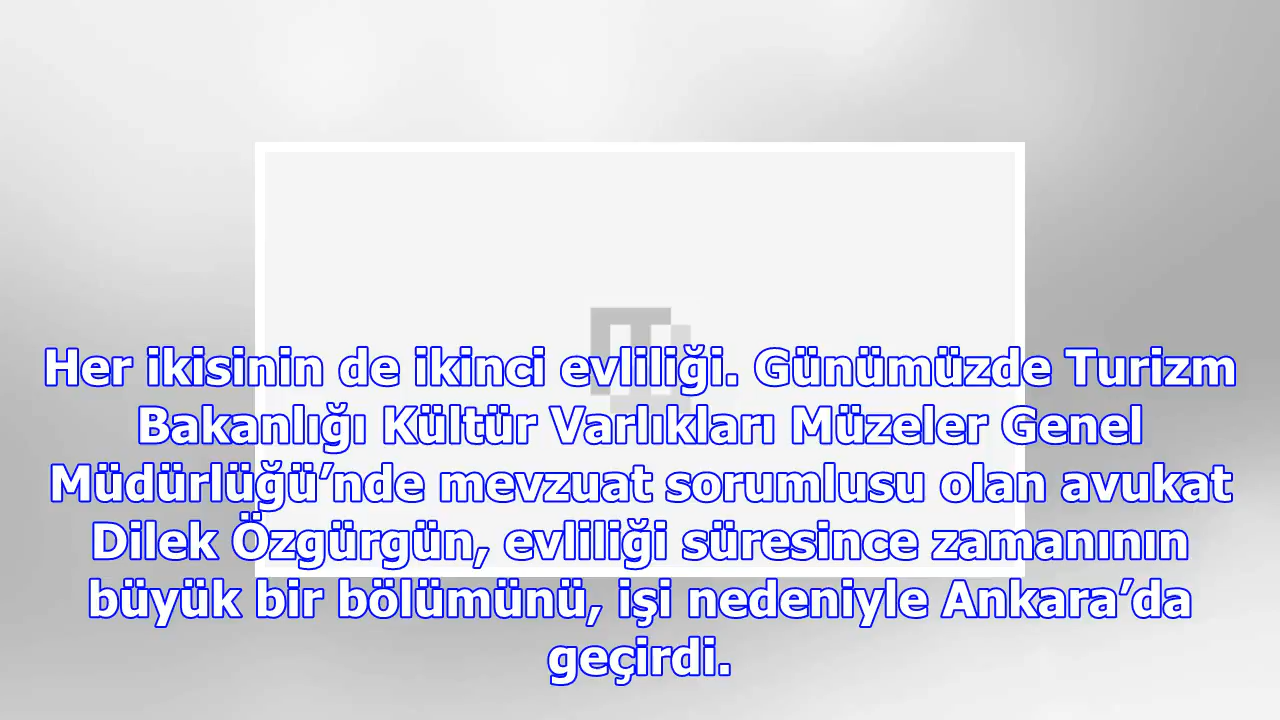 Her ikisinin de ikinci evliliği. Günümüzde Turizm
Bakanlığı Kültür Varlıkları Müzeler Genel
Müdürlüğü’nde mevzuat sorumlusu olan avukat
Dilek Özgürgün, evliliği süresince zamanının
büyük bir bölümünü, işi nedeniyle Ankara’da
geçirdi.